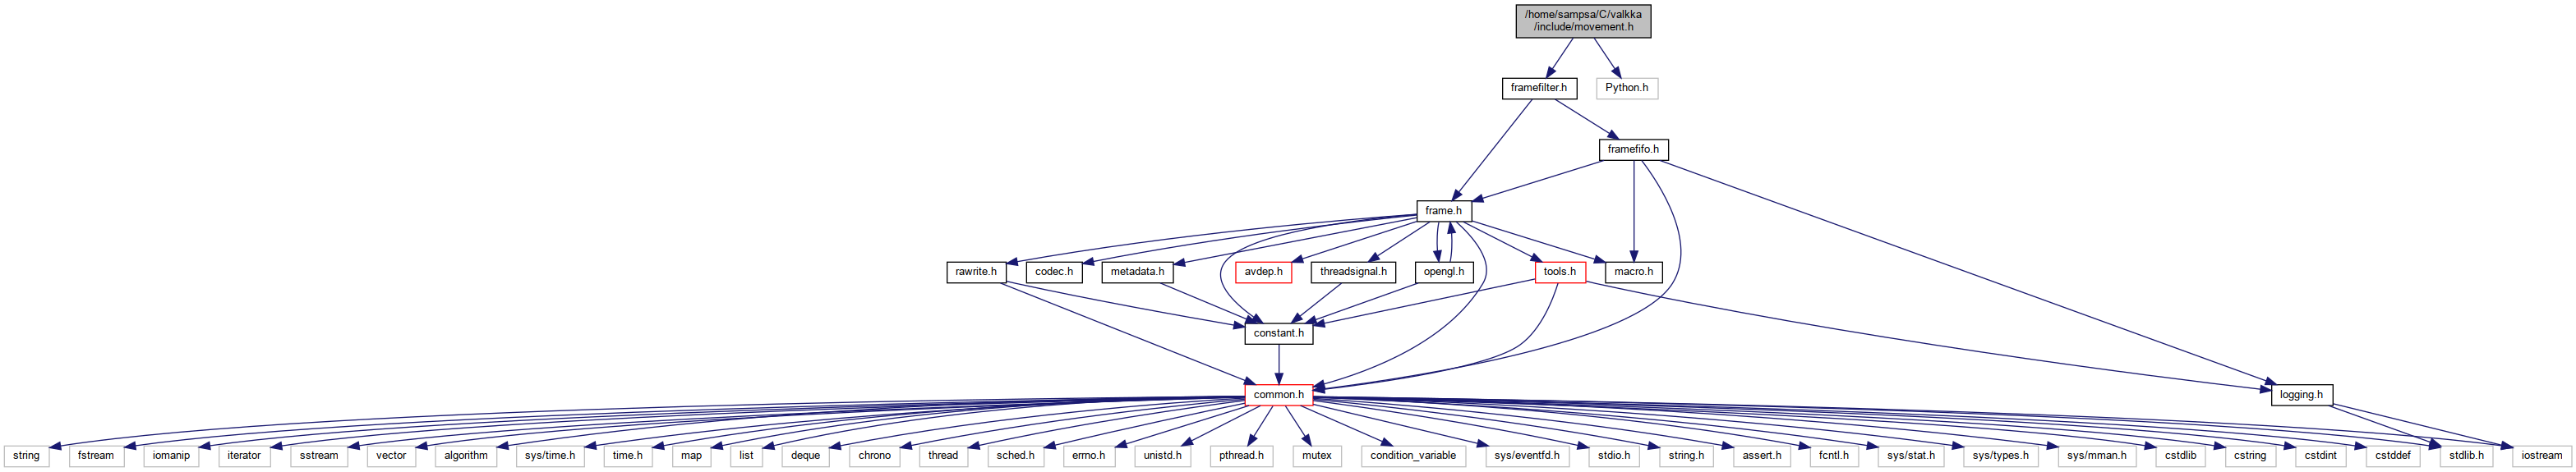 /home/sampsa/C/valkka
/include/movement.h
framefilter.h
Python.h
framefifo.h
frame.h
rawrite.h
codec.h
metadata.h
avdep.h
threadsignal.h
opengl.h
tools.h
macro.h
constant.h
common.h
logging.h
string
fstream
iomanip
iterator
sstream
vector
algorithm
sys/time.h
time.h
map
list
deque
chrono
thread
sched.h
errno.h
unistd.h
pthread.h
mutex
condition_variable
sys/eventfd.h
stdio.h
string.h
assert.h
fcntl.h
sys/stat.h
sys/types.h
sys/mman.h
cstdlib
cstring
cstdint
cstddef
stdlib.h
iostream